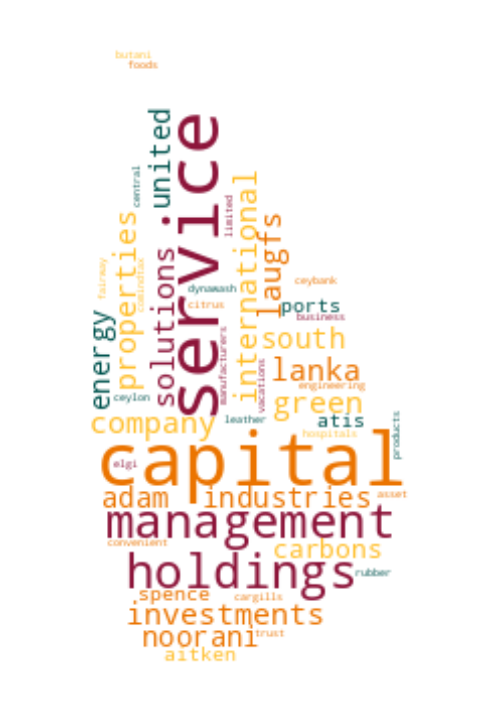 butani
foods
united
central
service
limited
international
laugfs
properties
fairway
solutions
dynawash
citrus
ceybank
ports
business
energy
manufacturers
south
vacations
lanka
engineering
ceylon
green
company
leather
atis
hospitals
products
capital
elgi
adam
industries
asset
management
convenient
carbons
holdings
rubber
spence
cargills
investments
noorani
trust
aitken